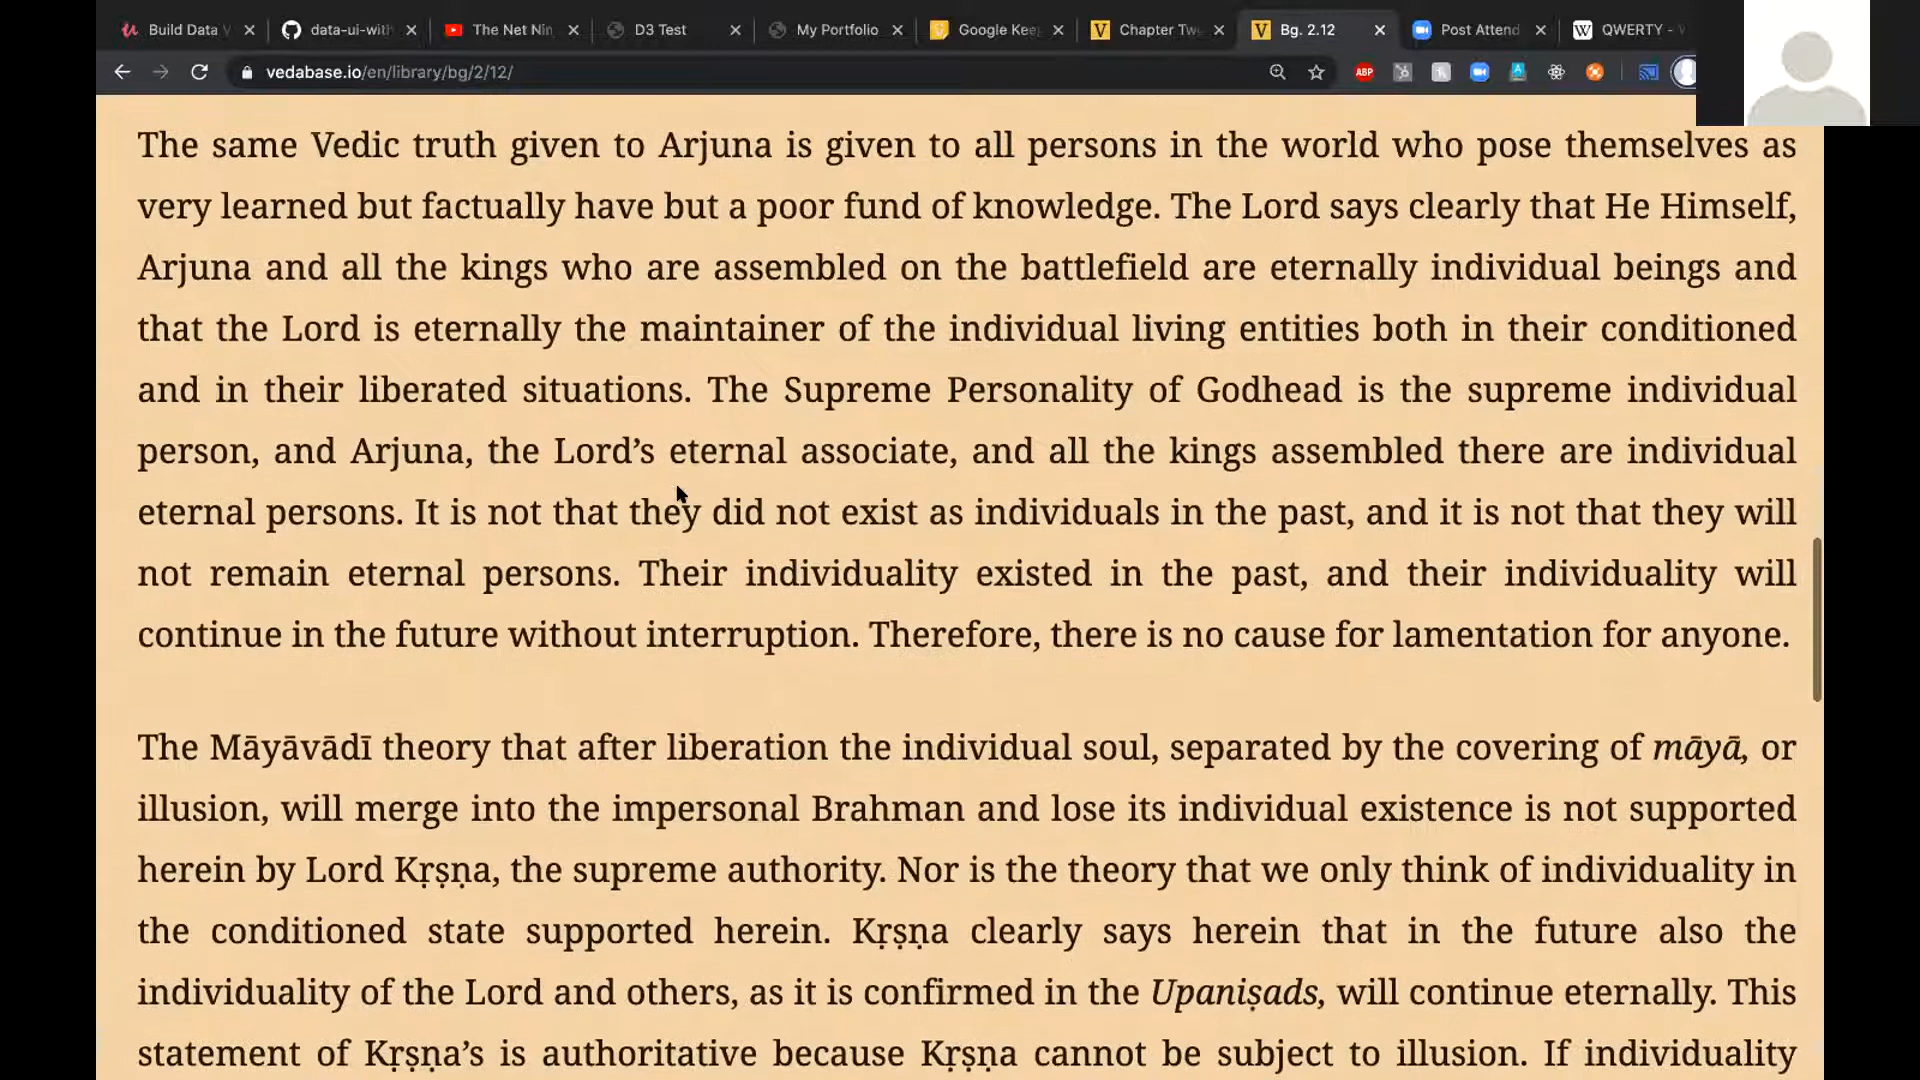 Build Data V
data-ui-with
The Net Nin
D3 Test
My Portfolio
Google Keep
Chapter Tw
Bg. 2.12
Post Attend
QWERTY -
vedabase.io/en/library/bg/2/12/
ABP
The same Vedic truth given to Arjuna is given to all persons in the world who pose themselves as
very learned but factually have but a poor fund of knowledge. The Lord says clearly that He Himself,
Arjuna and all the kings who are assembled on the battlefield are eternally individual beings and
that the Lord is eternally the maintainer of the individual living entities both in their conditioned
and in their liberated situations. The Supreme Personality of Godhead is the supreme individual
person, and Arjuna, the Lord’s eternal associate, and all the kings assembled there are individual
eternal persons. It is not that they did not exist as individuals in the past, and it is not that they will
not remain eternal persons. Their individuality existed in the past, and their individuality will
continue in the future without interruption. Therefore, there is no cause for lamentation for anyone.
The Māyāvādī theory that after liberation the individual soul, separated by the covering of māyā, or
illusion, will merge into the impersonal Brahman and lose its individual existence is not supported
herein by Lord Kṛṣṇa, the supreme authority. Nor is the theory that we only think of individuality in
the conditioned state supported herein. Kṛṣṇa clearly says herein that in the future also the
individuality of the Lord and others, as it is confirmed in the Upaniṣads, will continue eternally. This
statement of Kṛṣṇa’s is authoritative because Kṛṣṇa cannot be subject to illusion. If individuality